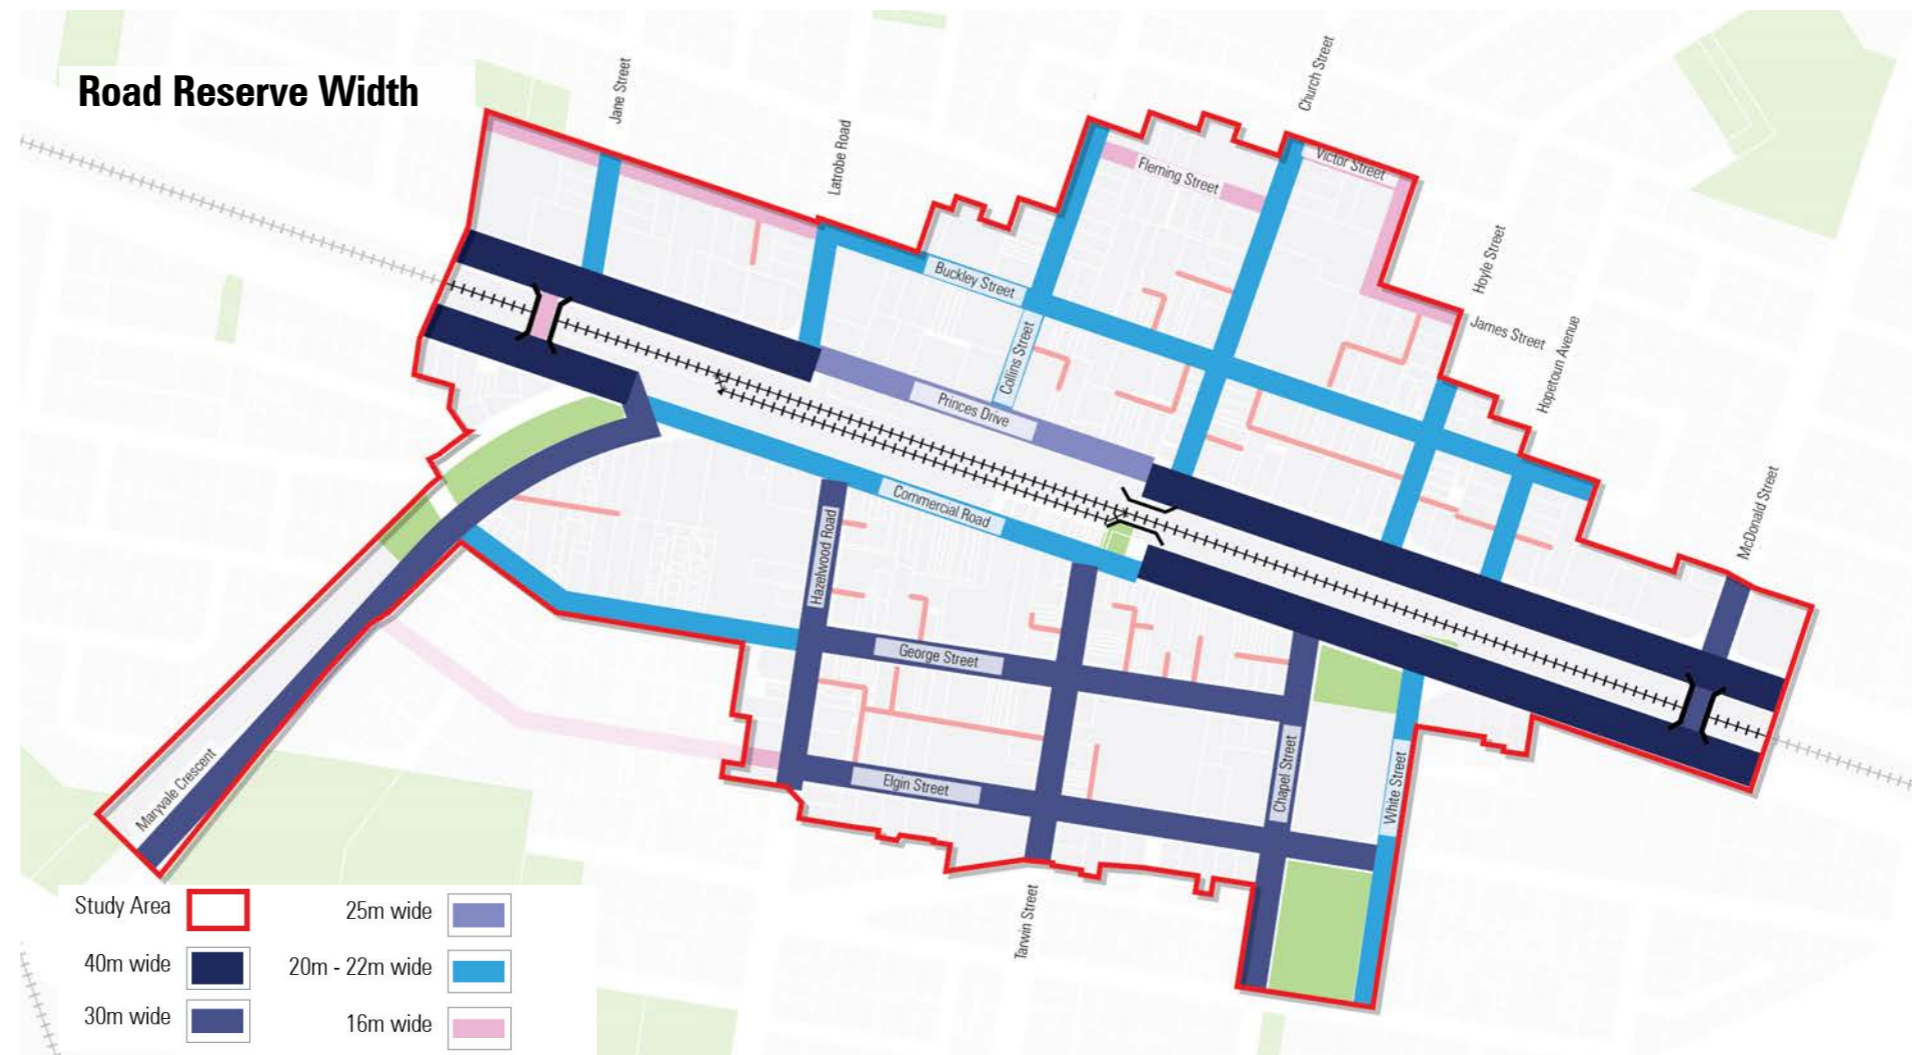 Road Reserve Width
Jane Street
Latrobe Road
Church Street
Victor Street
Fleming Street
Hoyle Street
James Street
Hoppetoun Avenue
McDonald Street
Buckley Street
Collins Street
Princes Drive
Commercial Road
Hazelwood Road
George Street
Elgin Street
Chapel Street
White Street
Tarwin Street
Maryvale Crescent
Study Area
40m wide
30m wide
25m wide
20m - 22m wide
16m wide